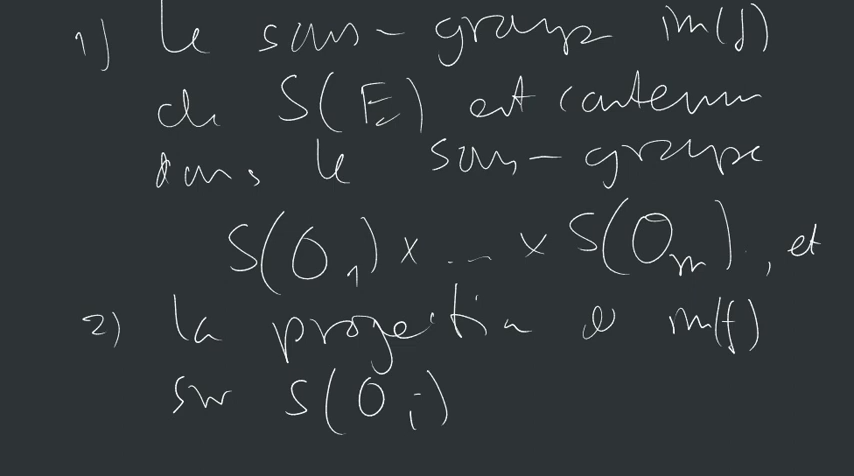 1) Le sous-groupe im(f)
de S(E) est contenu
dans le sous-groupe
S(O₁) × ... × S(Oₘ), et
2) la projection de im(f)
sur S(Oᵢ)